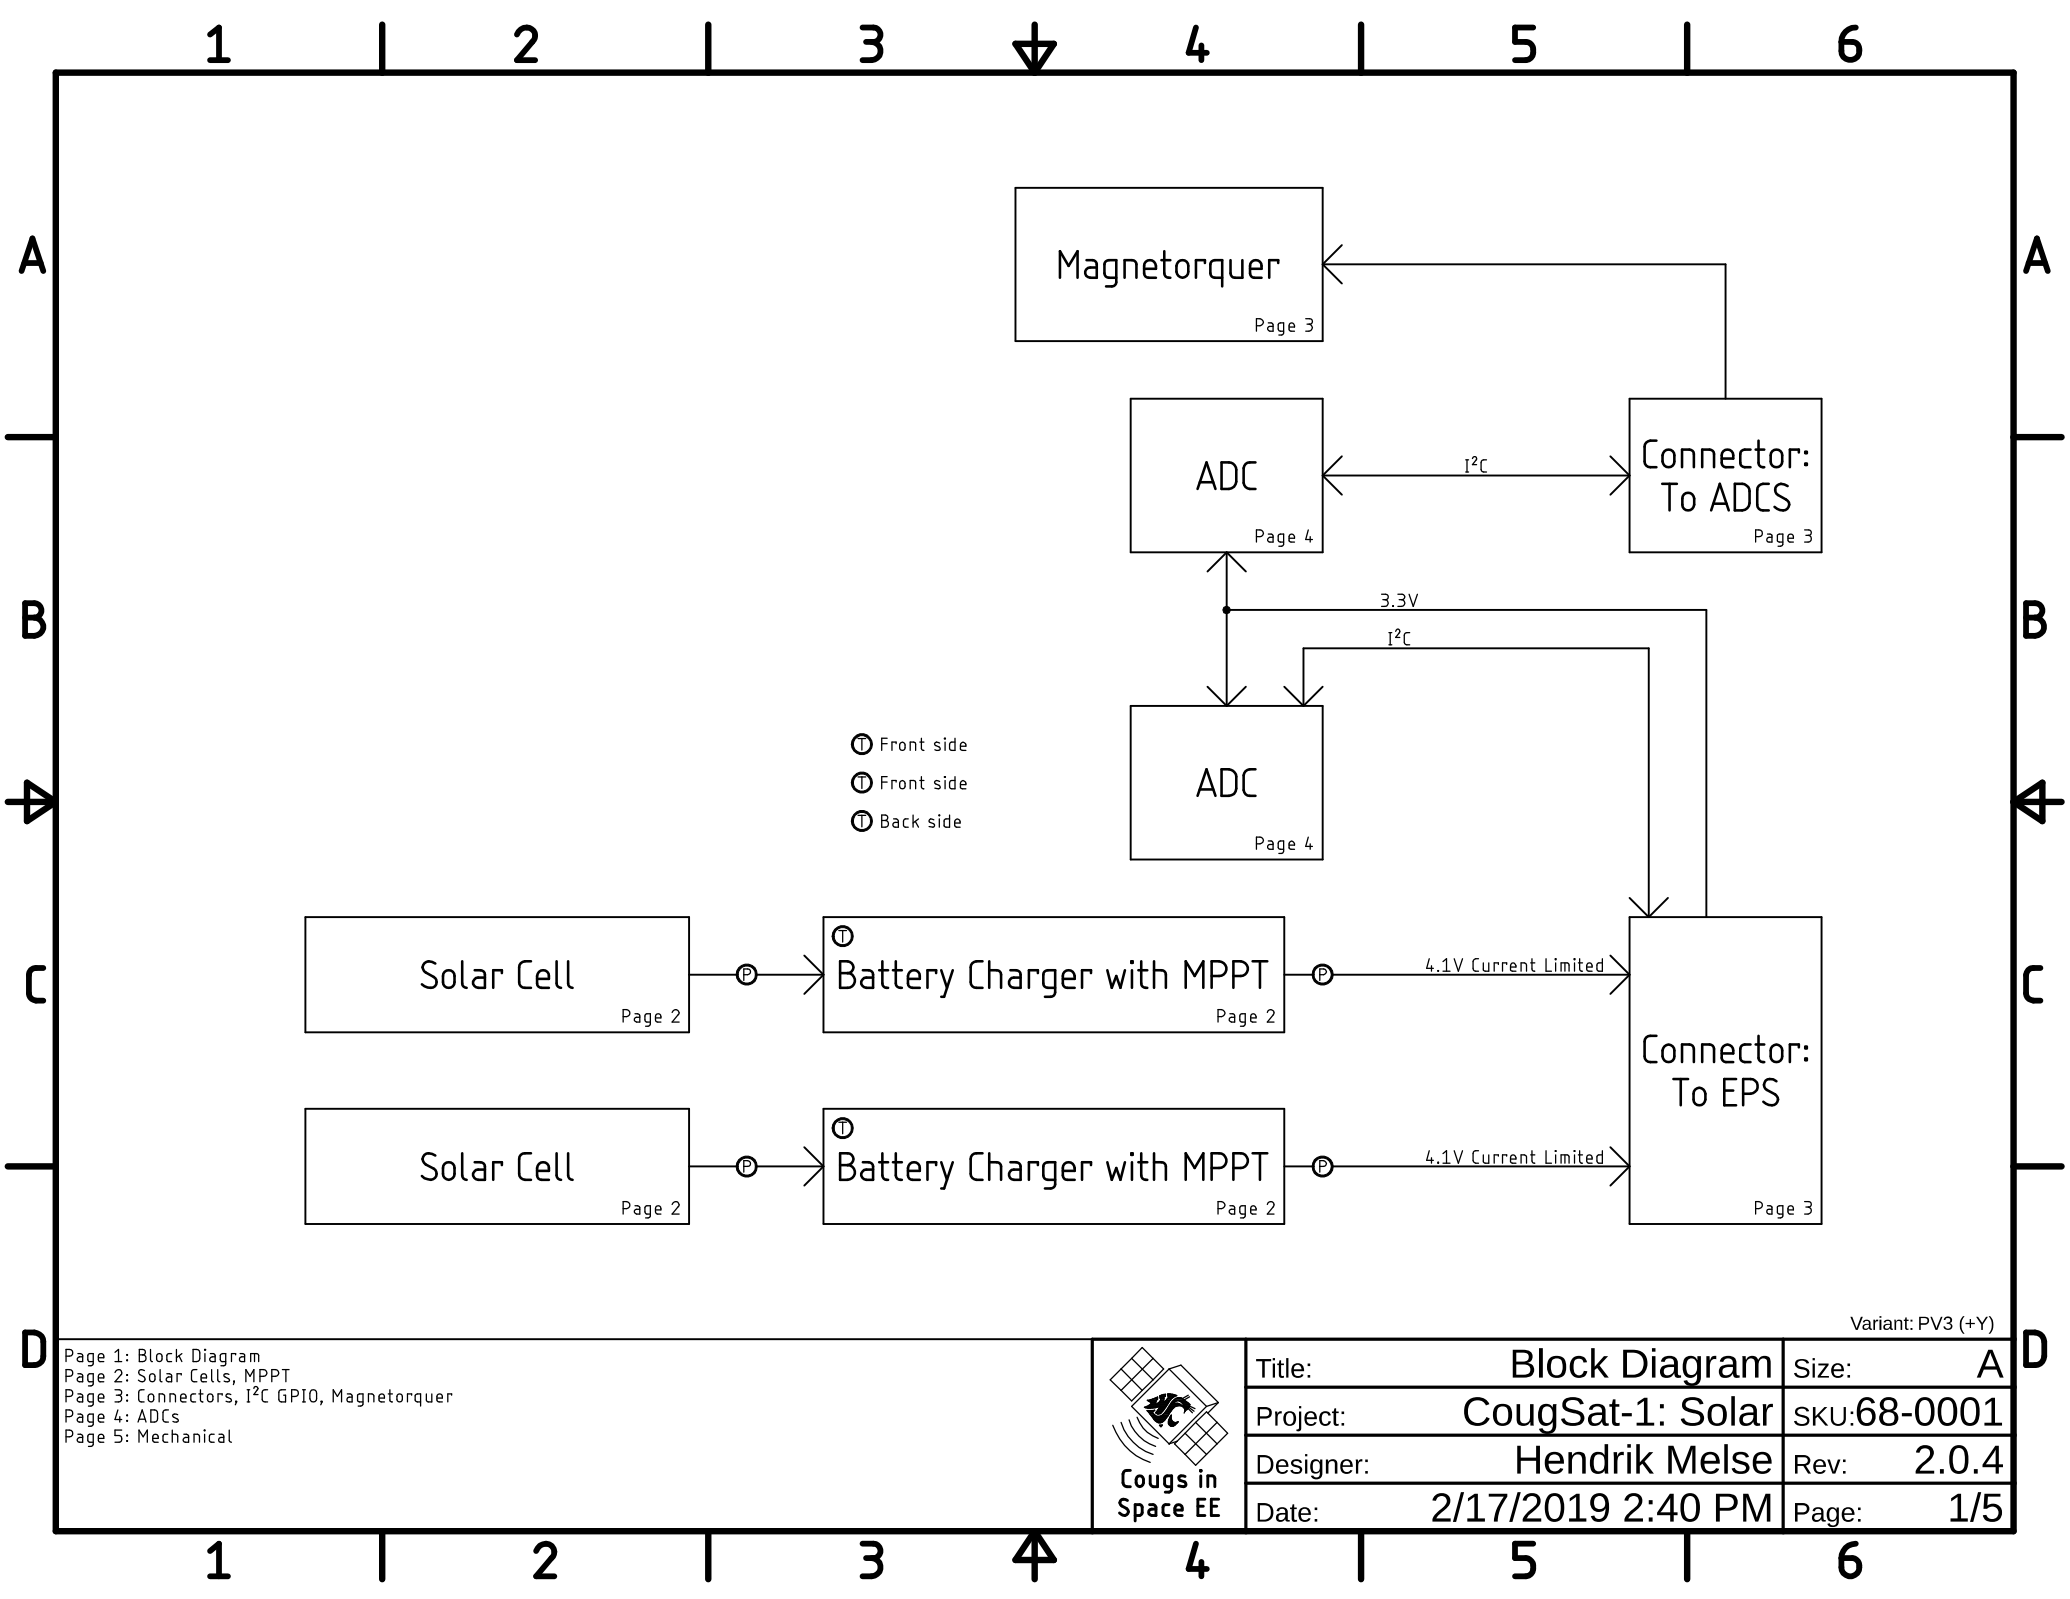 1 2 3 4 5 6
A A
Magnetorquer
Page 3
ADC
Page 4
I²C
Connector:
To ADCS
Page 3
B B
3.3V
I²C
T Front side
T Front side
T Back side
ADC
Page 4
C C
Solar Cell
Page 2
P
T
Battery Charger with MPPT
Page 2
P
4.1V Current Limited
Connector:
To EPS
Page 3
Solar Cell
Page 2
P
T
Battery Charger with MPPT
Page 2
P
4.1V Current Limited
Variant: PV3 (+Y)
D D
Page 1: Block Diagram
Page 2: Solar Cells, MPPT
Page 3: Connectors, I²C GPIO, Magnetorquer
Page 4: ADCs
Page 5: Mechanical
Cougs in
Space EE
Title: Block Diagram Size: A
Project: CougSat-1: Solar SKU:68-0001
Designer: Hendrik Melse Rev: 2.0.4
Date: 2/17/2019 2:40 PM Page: 1/5
1 2 3 4 5 6